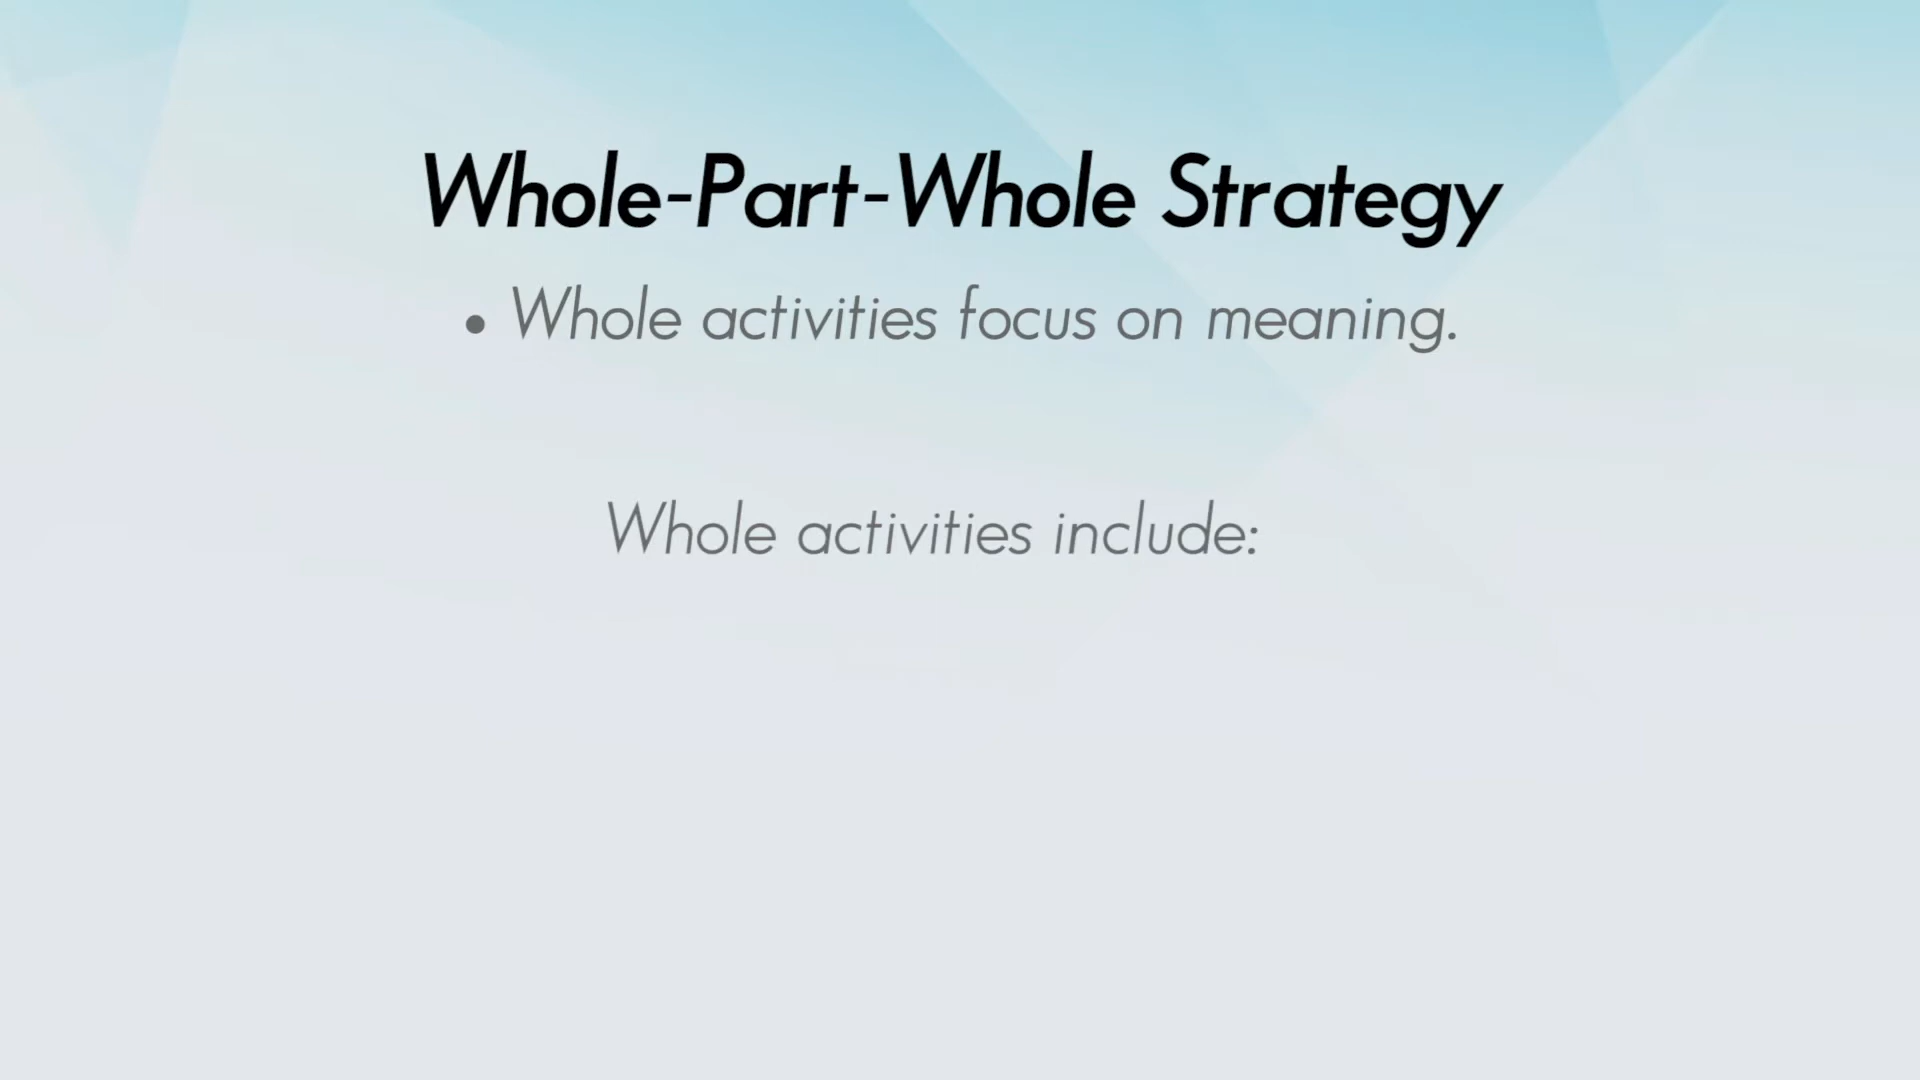 Whole-Part-Whole Strategy
• Whole activities focus on meaning.
Whole activities include: